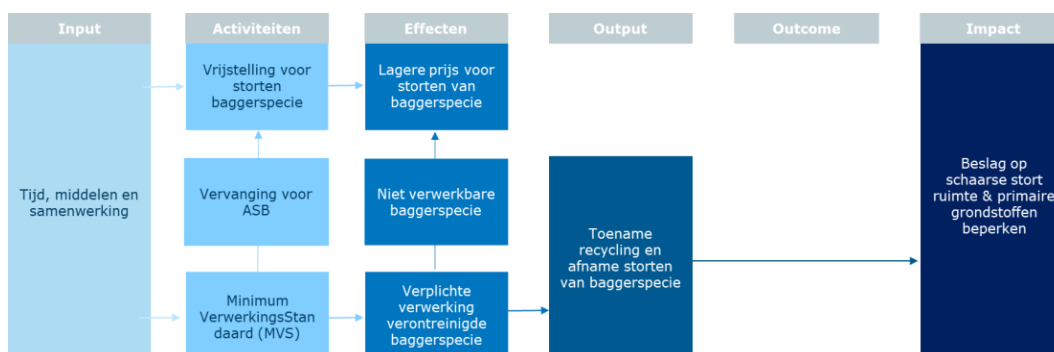 Input
Activiteiten
Effecten
Output
Outcome
Impact
Tijd, middelen en
samenwerking
Vrijstelling voor
storten
baggerspecie
Vervanging voor
ASB
Minimum
VerwerkingsStan
daard (MVS)
Lagere prijs voor
storten van
baggerspecie
Niet verwerkbare
baggerspecie
Verplichte
verwerking
verontreinigde
baggerspecie
Toename
recycling en
afname storten
van baggerspecie
Beslag op
schaarse stort
ruimte & primaire
grondstoffen
beperken